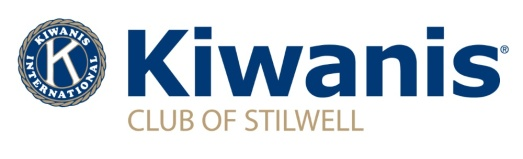 KIWANIS
K
INTERNATIONAL
Kiwanis®
CLUB OF STILWELL